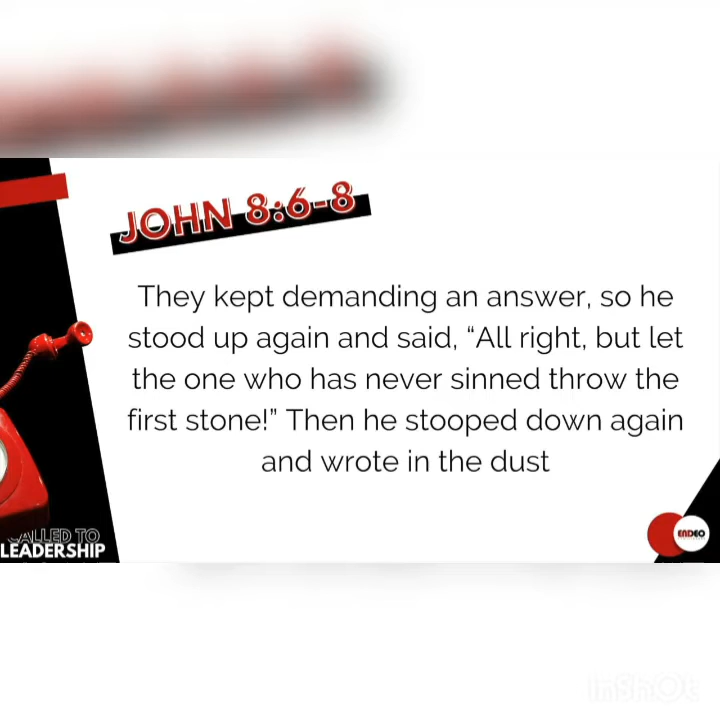 JOHN 8:6-8
They kept demanding an answer, so he
stood up again and said, “All right, but let
the one who has never sinned throw the
first stone!” Then he stooped down again
and wrote in the dust
CALLED TO
LEADERSHIP
ENDEO
InShOt